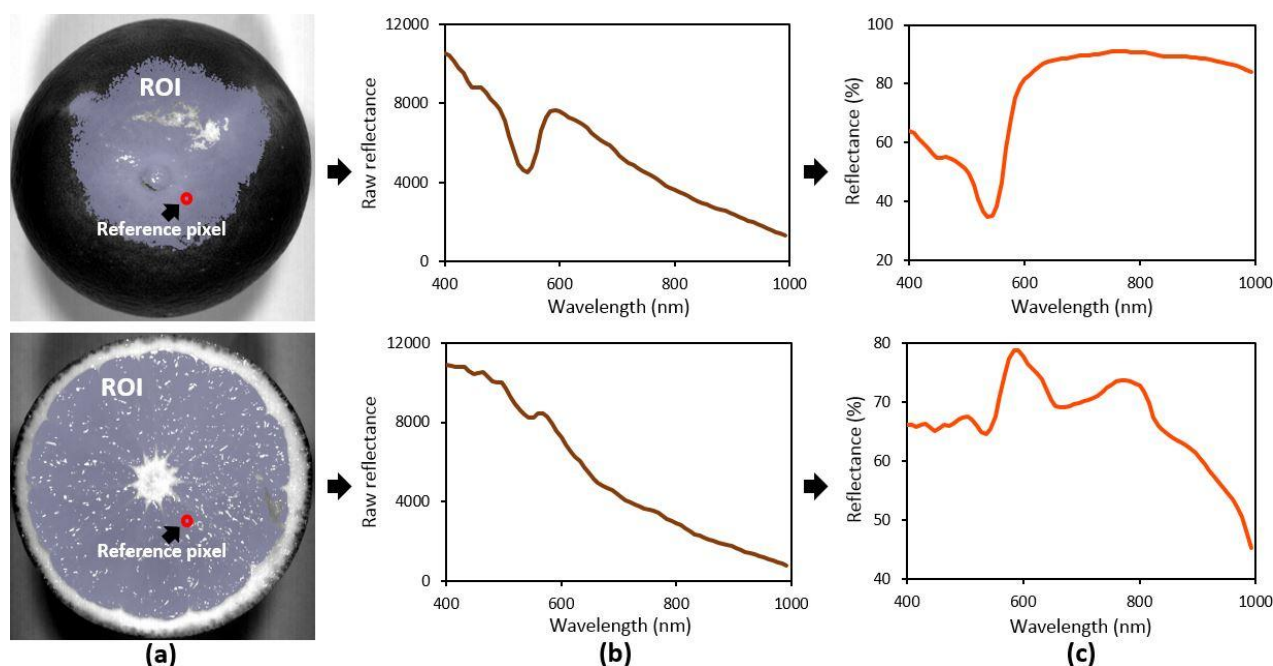 ROI
Reference pixel
12000
8000
4000
0
Raw reflectance
400
600
800
1000
Wavelength (nm)
100
80
60
40
20
Reflectance (%)
400
600
800
1000
Wavelength (nm)
ROI
Reference pixel
12000
8000
4000
0
Raw reflectance
400
600
800
1000
Wavelength (nm)
80
70
60
50
40
Reflectance (%)
400
600
800
1000
Wavelength (nm)
(a)
(b)
(c)